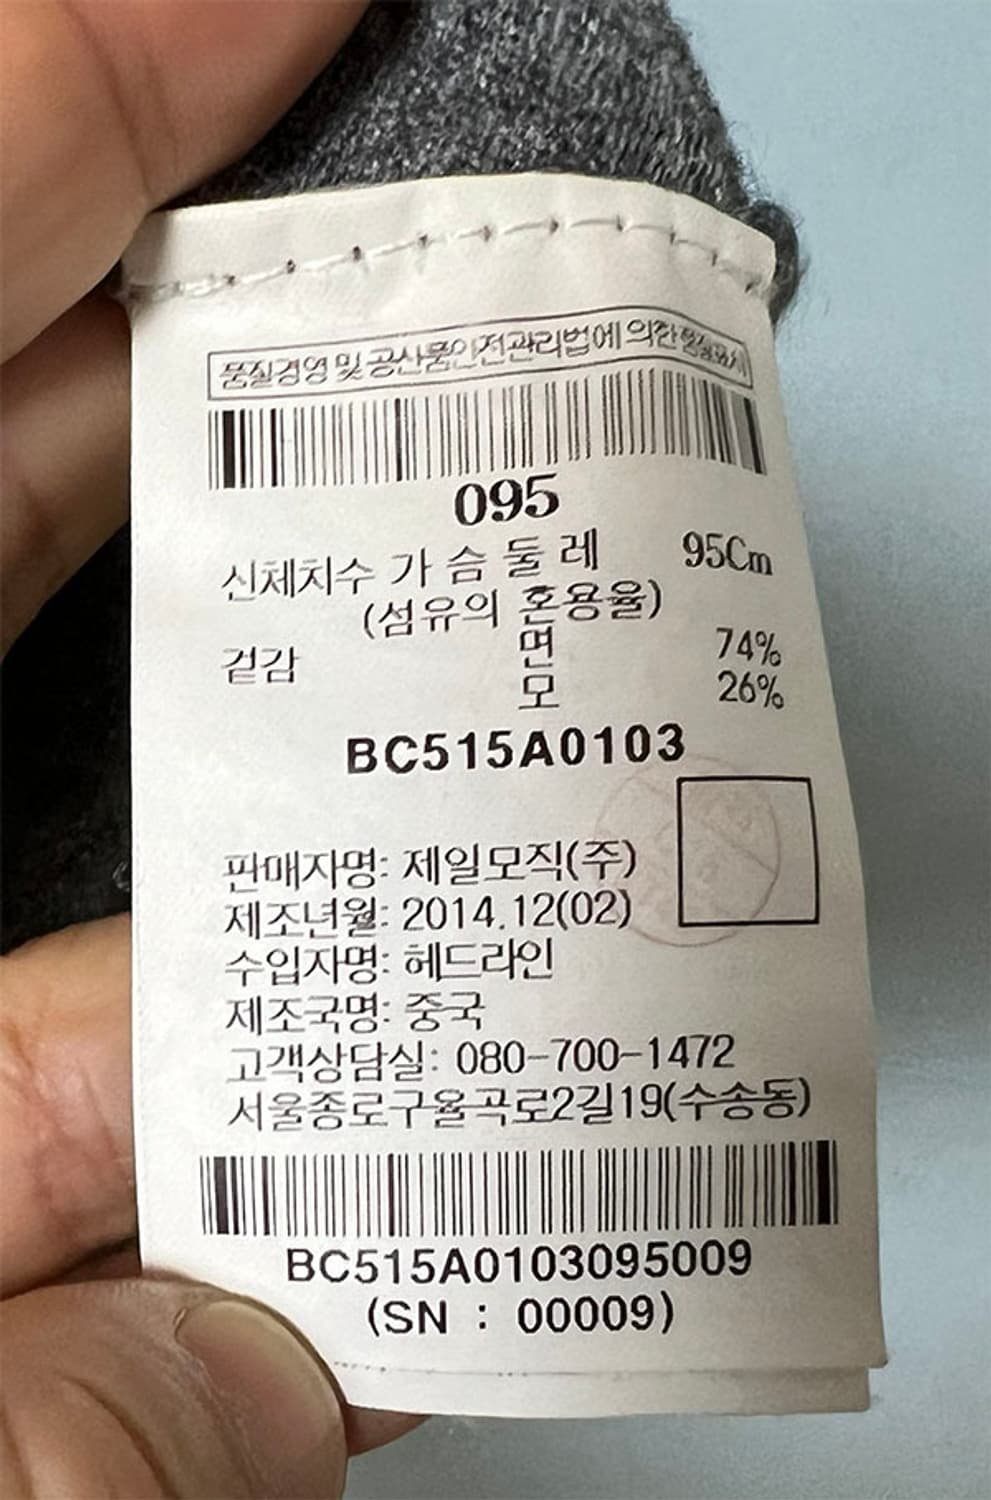 품질경영 및 공산품안전관리법에 의한 품질표시
095
신체치수 가 슴 둘 레 95Cm
(섬유의 혼용율)
겉감 면 74%
모 26%
BC515A0103
판매자명: 제일모직(주)
제조년월: 2014.12(02)
수입자명: 헤드라인
제조국명: 중국
고객상담실: 080-700-1472
서울종로구율곡로2길19(수송동)
BC515A0103095009
(SN : 00009)